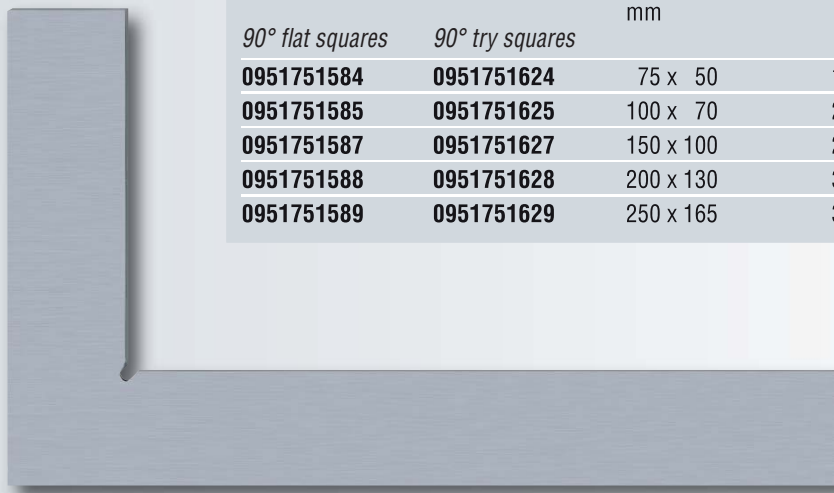 mm
90° flat squares 90° try squares
0951751584 0951751624 75 x 50
0951751585 0951751625 100 x 70
0951751587 0951751627 150 x 100
0951751588 0951751628 200 x 130
0951751589 0951751629 250 x 165